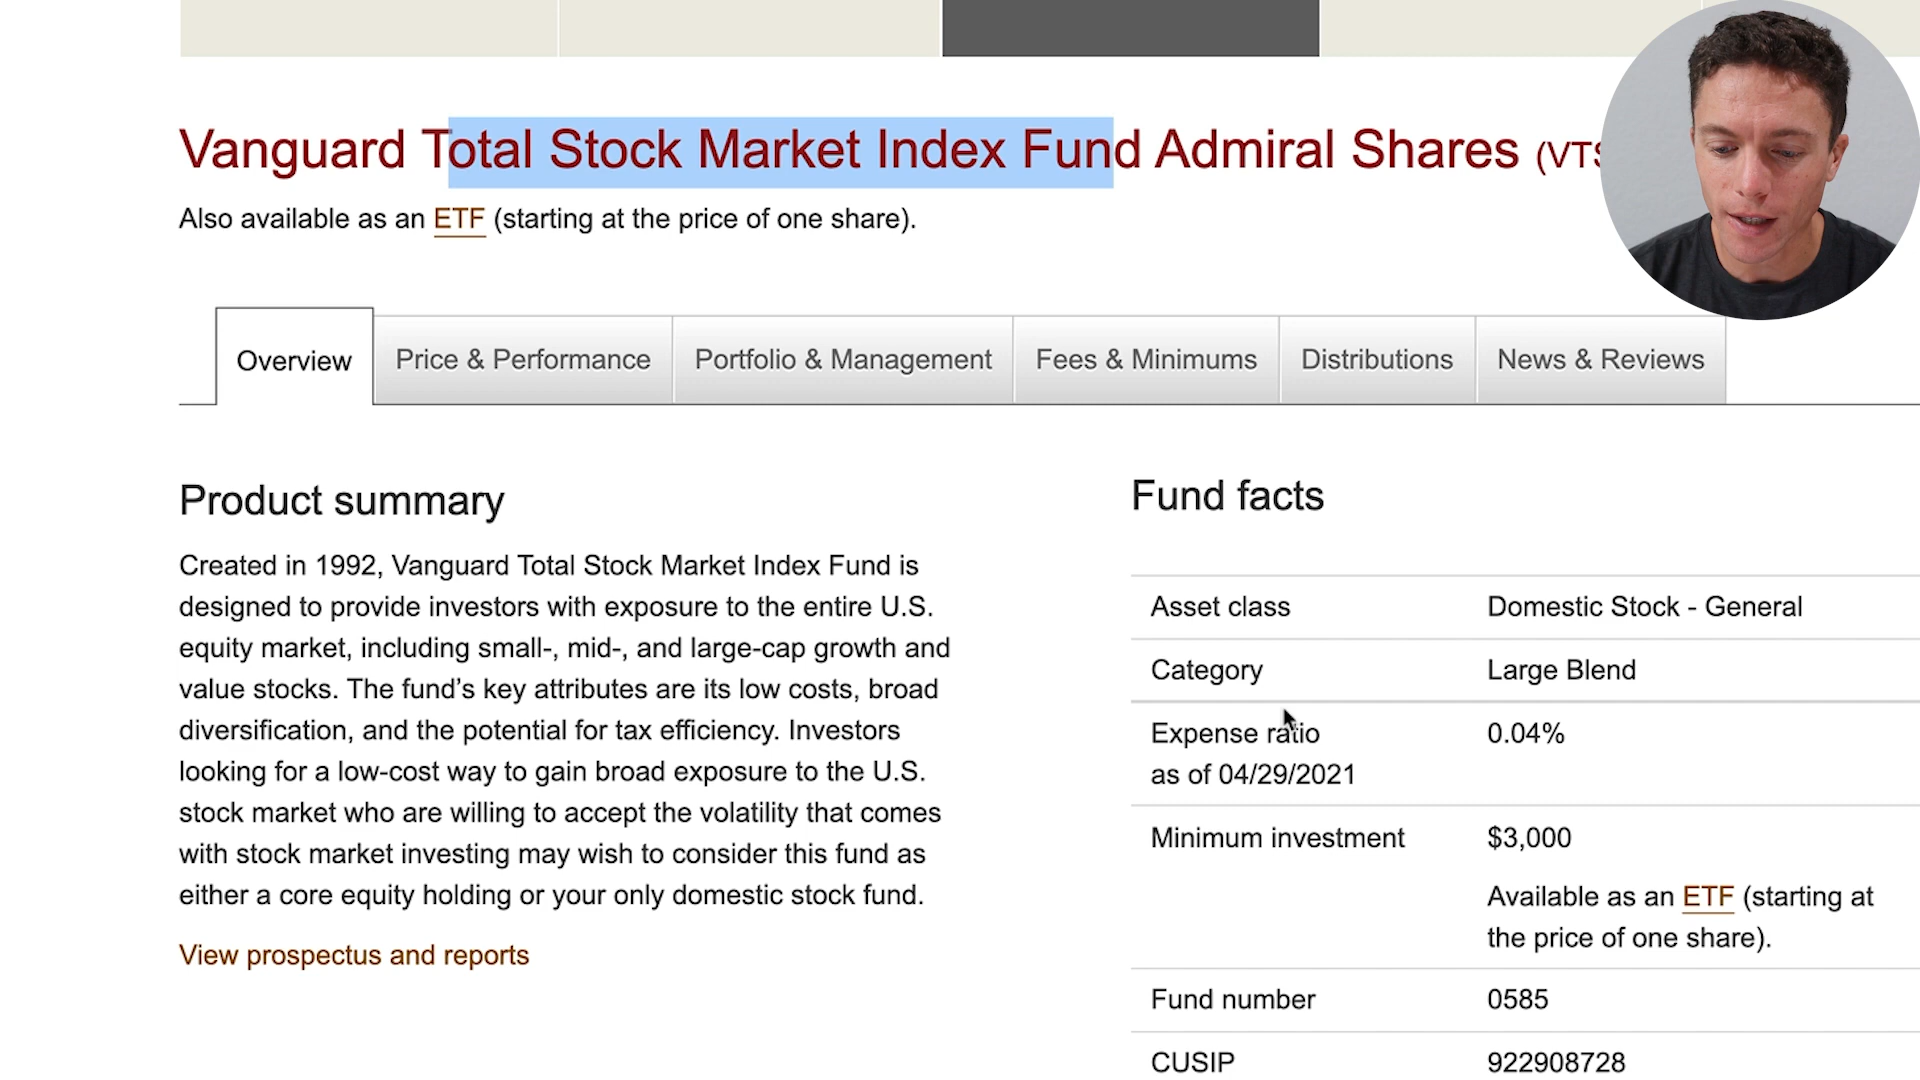 Vanguard Total Stock Market Index Fund Admiral Shares
Also available as an ETF (starting at the price of one share).
Overview
Price & Performance
Portfolio & Management
Fees & Minimums
Distributions
News & Reviews
Product summary
Created in 1992, Vanguard Total Stock Market Index Fund is
designed to provide investors with exposure to the entire U.S.
equity market, including small-, mid-, and large-cap growth and
value stocks. The fund’s key attributes are its low costs, broad
diversification, and the potential for tax efficiency. Investors
looking for a low-cost way to gain broad exposure to the U.S.
stock market who are willing to accept the volatility that comes
with stock market investing may wish to consider this fund as
either a core equity holding or your only domestic stock fund.
View prospectus and reports
Fund facts
Asset class Domestic Stock - General
Category Large Blend
Expense ratio 0.04%
as of 04/29/2021
Minimum investment $3,000
Available as an ETF (starting at
the price of one share).
Fund number 0585
CUSIP 922908728